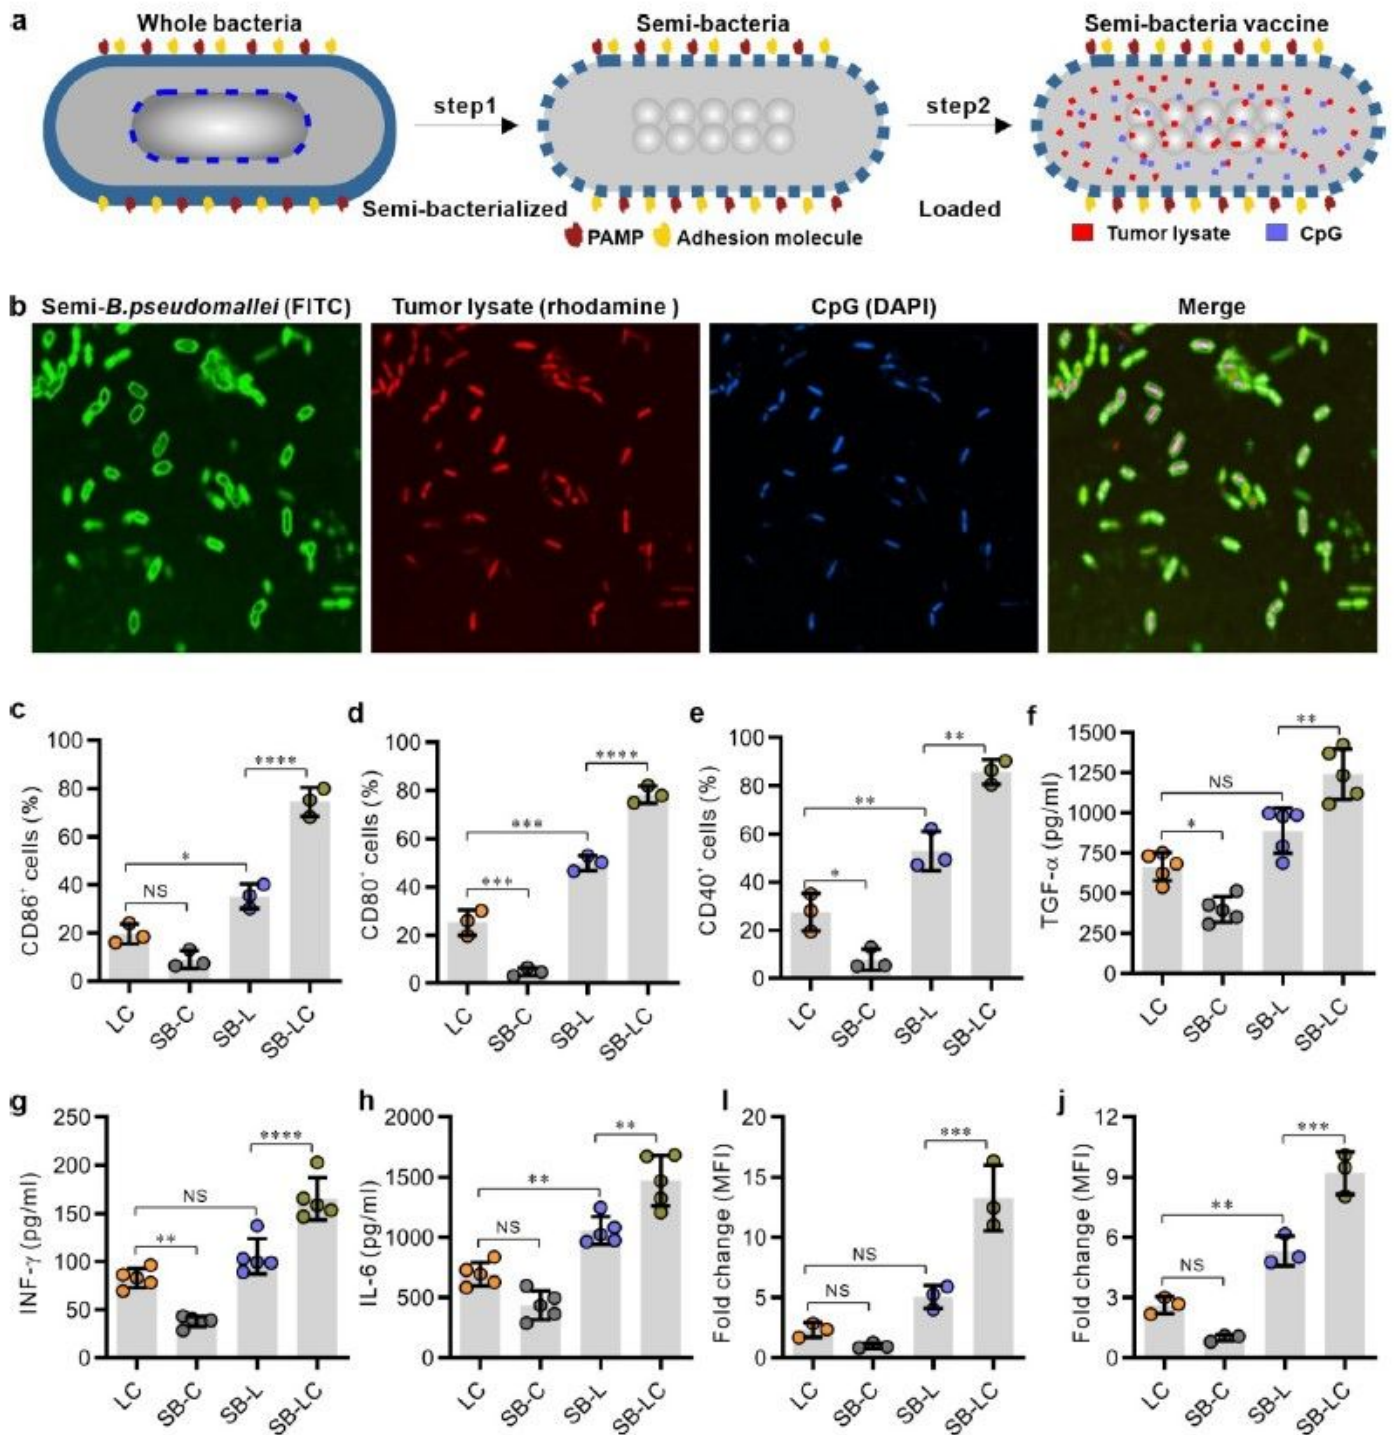 a
Whole bacteria
Semi-bacteria
Semi-bacteria vaccine
step1
step2
Semi-bacterialized
Loaded
PAMP
Adhesion molecule
Tumor lysate
CpG
b
Semi-B.pseudomallei (FITC)
Tumor lysate (rhodamine )
CpG (DAPI)
Merge
c
CD86+ cells (%)
100
80
60
40
20
0
NS
*
****
LC
SB-C
SB-L
SB-LC
d
CD80+ cells (%)
100
80
60
40
20
0
***
***
****
LC
SB-C
SB-L
SB-LC
e
CD40+ cells (%)
100
80
60
40
20
0
*
**
**
LC
SB-C
SB-L
SB-LC
f
TGF-α (pg/ml)
1500
1250
1000
750
500
250
0
*
NS
**
LC
SB-C
SB-L
SB-LC
g
INF-γ (pg/ml)
250
200
150
100
50
0
**
NS
****
LC
SB-C
SB-L
SB-LC
h
IL-6 (pg/ml)
2000
1500
1000
500
0
NS
**
**
LC
SB-C
SB-L
SB-LC
I
Fold change (MFI)
20
15
10
5
0
NS
NS
***
LC
SB-C
SB-L
SB-LC
j
Fold change (MFI)
12
9
6
3
0
NS
**
***
LC
SB-C
SB-L
SB-LC